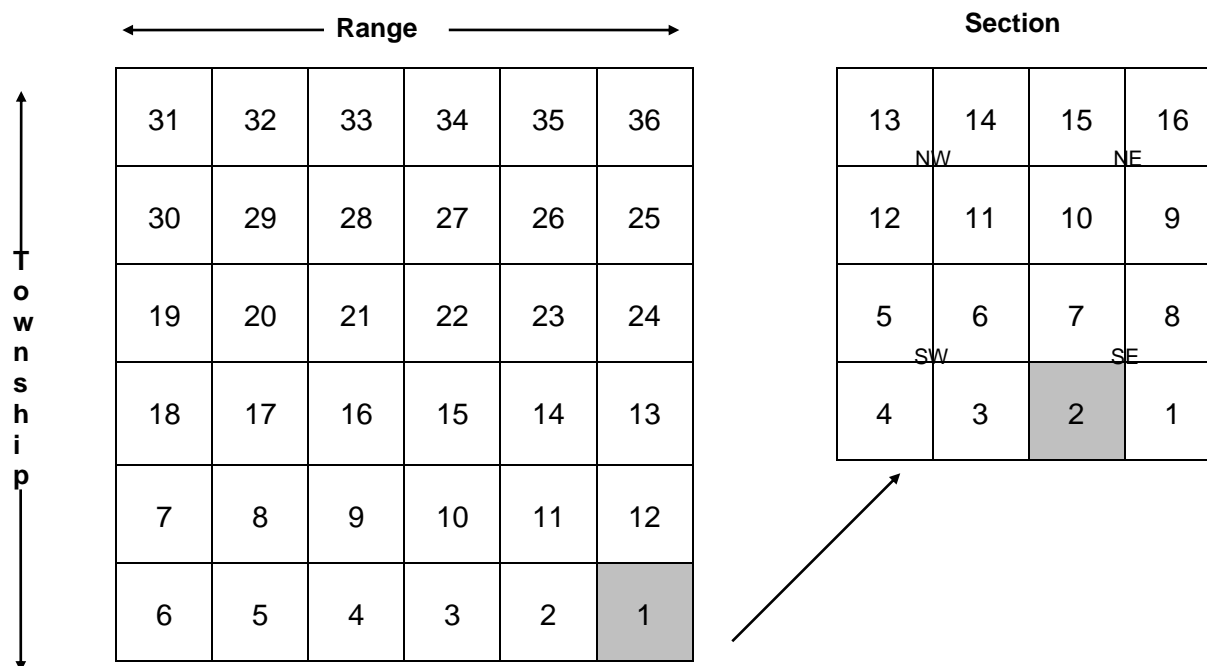 Range
Section
Township
31 32 33 34 35 36
30 29 28 27 26 25
19 20 21 22 23 24
18 17 16 15 14 13
7 8 9 10 11 12
6 5 4 3 2 1
13 14 15 16
NW NE
12 11 10 9
5 6 7 8
SW SE
4 3 2 1